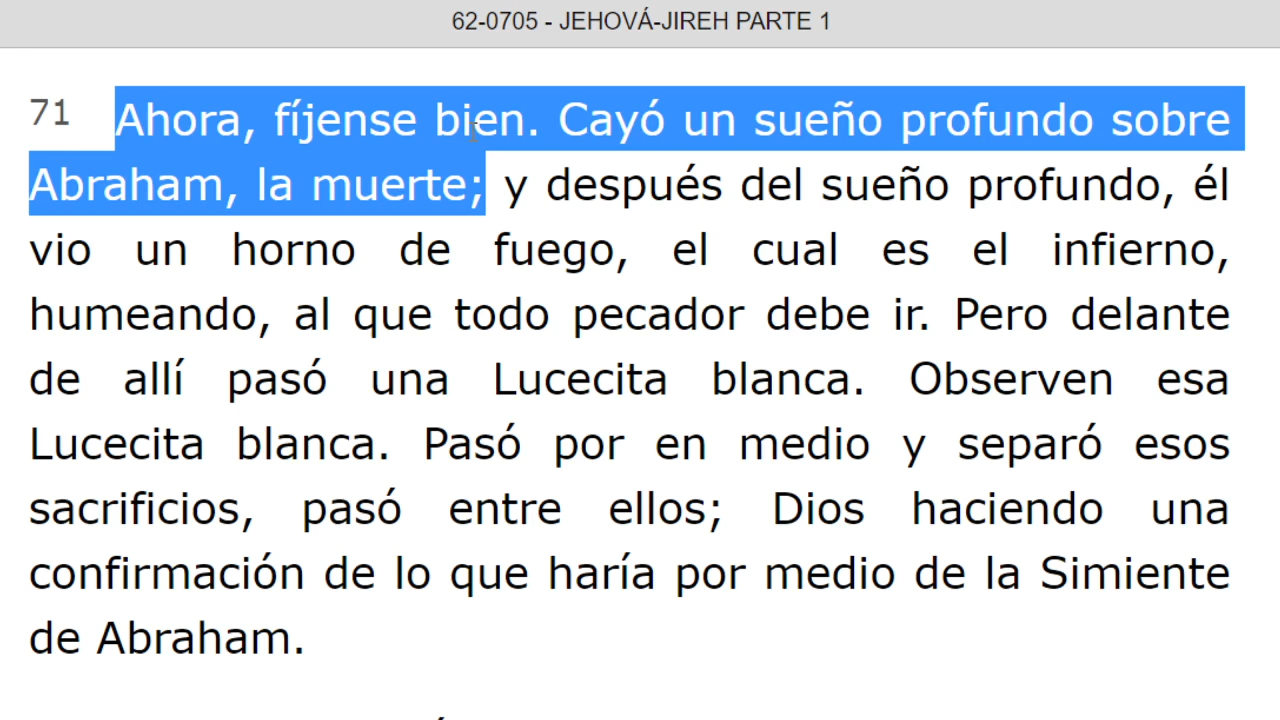 62-0705 - JEHOVÁ-JIREH PARTE 1
71 Ahora, fíjense bien. Cayó un sueño profundo sobre
Abraham, la muerte; y después del sueño profundo, él
vio un horno de fuego, el cual es el infierno,
humeando, al que todo pecador debe ir. Pero delante
de allí pasó una Lucecita blanca. Observen esa
Lucecita blanca. Pasó por en medio y separó esos
sacrificios, pasó entre ellos; Dios haciendo una
confirmación de lo que haría por medio de la Simiente
de Abraham.